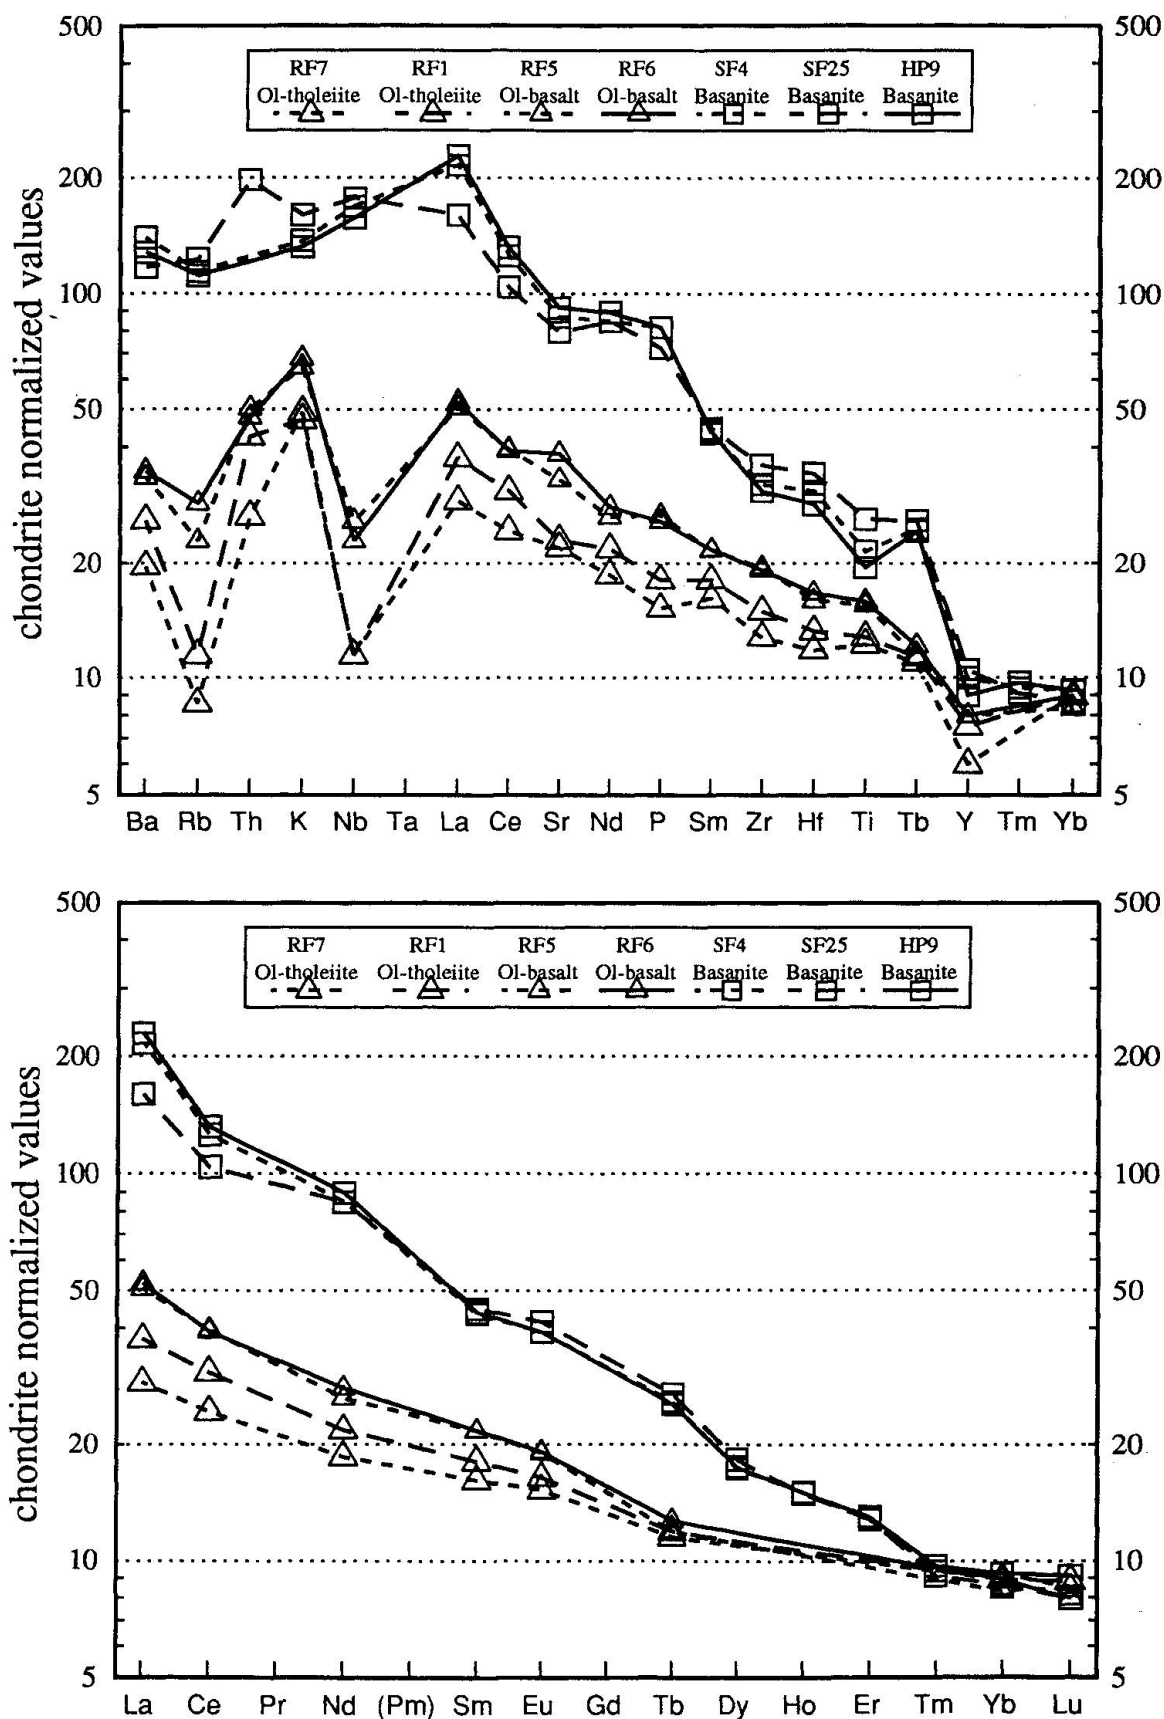 500 500
RF7 RF1 RF5 RF6 SF4 SF25 HP9
Ol-tholeiite Ol-tholeiite Ol-basalt Ol-basalt Basanite Basanite Basanite
200 200
100 100
50 50
20 20
10 10
5 5
chondrite normalized values
Ba Rb Th K Nb Ta La Ce Sr Nd P Sm Zr Hf Ti Tb Y Tm Yb
500 500
RF7 RF1 RF5 RF6 SF4 SF25 HP9
Ol-tholeiite Ol-tholeiite Ol-basalt Ol-basalt Basanite Basanite Basanite
200 200
100 100
50 50
20 20
10 10
5 5
chondrite normalized values
La Ce Pr Nd (Pm) Sm Eu Gd Tb Dy Ho Er Tm Yb Lu